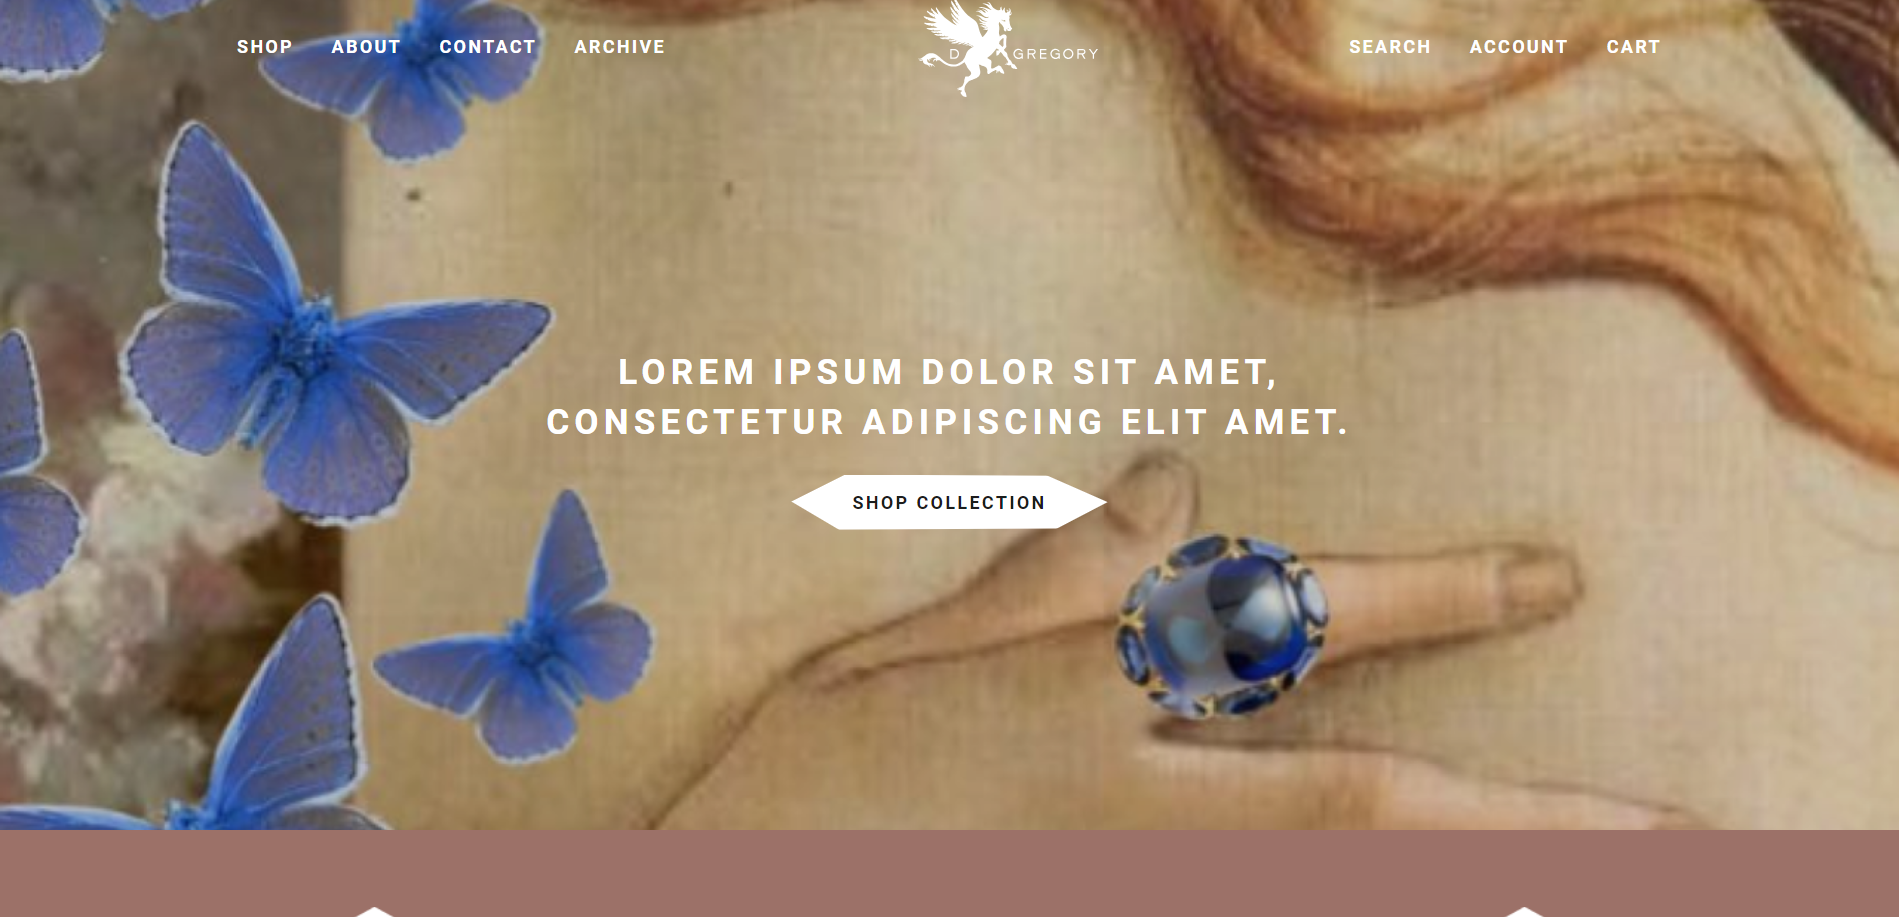 SHOP ABOUT CONTACT ARCHIVE
D GREGORY
SEARCH ACCOUNT CART
LOREM IPSUM DOLOR SIT AMET,
CONSECTETUR ADIPISCING ELIT AMET.
SHOP COLLECTION